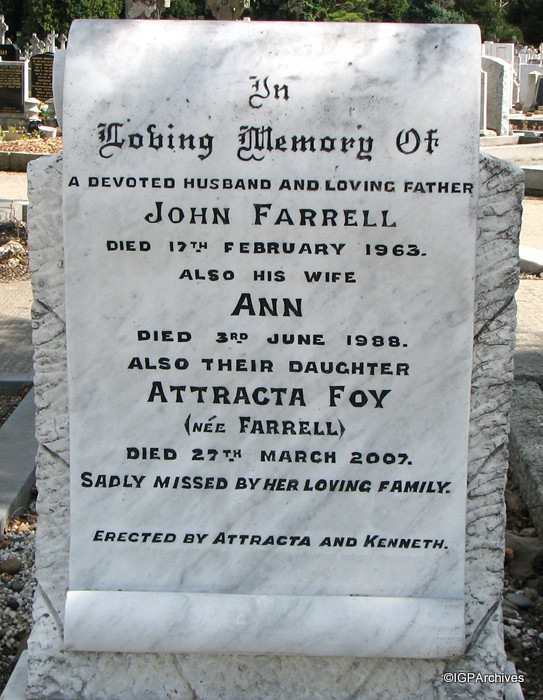 In
Loving Memory Of
A DEVOTED HUSBAND AND LOVING FATHER
JOHN FARRELL
DIED 17TH FEBRUARY 1963.
ALSO HIS WIFE
ANN
DIED 3RD JUNE 1988.
ALSO THEIR DAUGHTER
ATTRACTA FOY
(NÉE FARRELL)
DIED 27TH MARCH 2007.
SADLY MISSED BY HER LOVING FAMILY.
ERECTED BY ATTRACTA AND KENNETH.
©IGPArchives